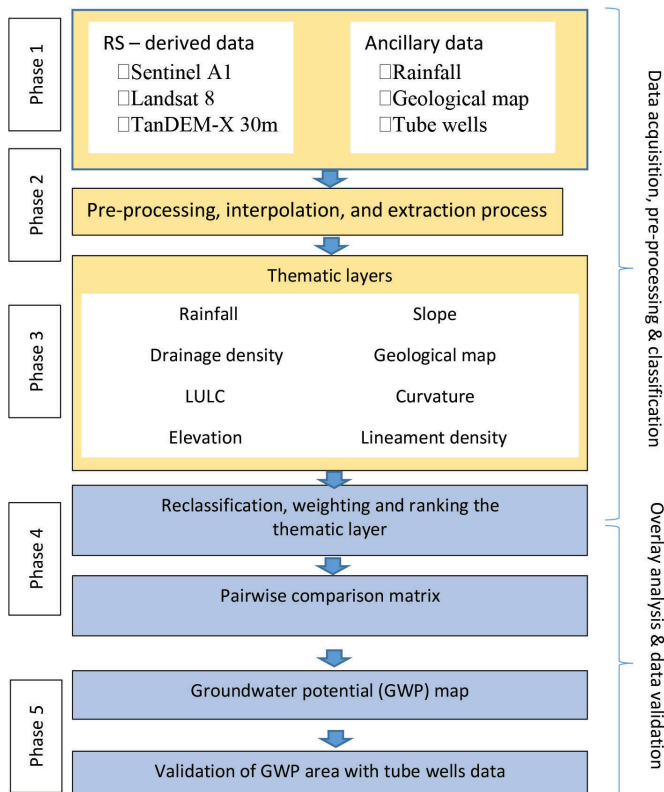 Phase 1
RS – derived data
□Sentinel A1
□Landsat 8
□TanDEM-X 30m
Ancillary data
□Rainfall
□Geological map
□Tube wells
Phase 2
Pre-processing, interpolation, and extraction process
Phase 3
Thematic layers
Rainfall
Slope
Drainage density
Geological map
LULC
Curvature
Elevation
Lineament density
Data acquisition, pre-processing & classification
Phase 4
Reclassification, weighting and ranking the
thematic layer
Pairwise comparison matrix
Phase 5
Groundwater potential (GWP) map
Validation of GWP area with tube wells data
Overlay analysis & data validation